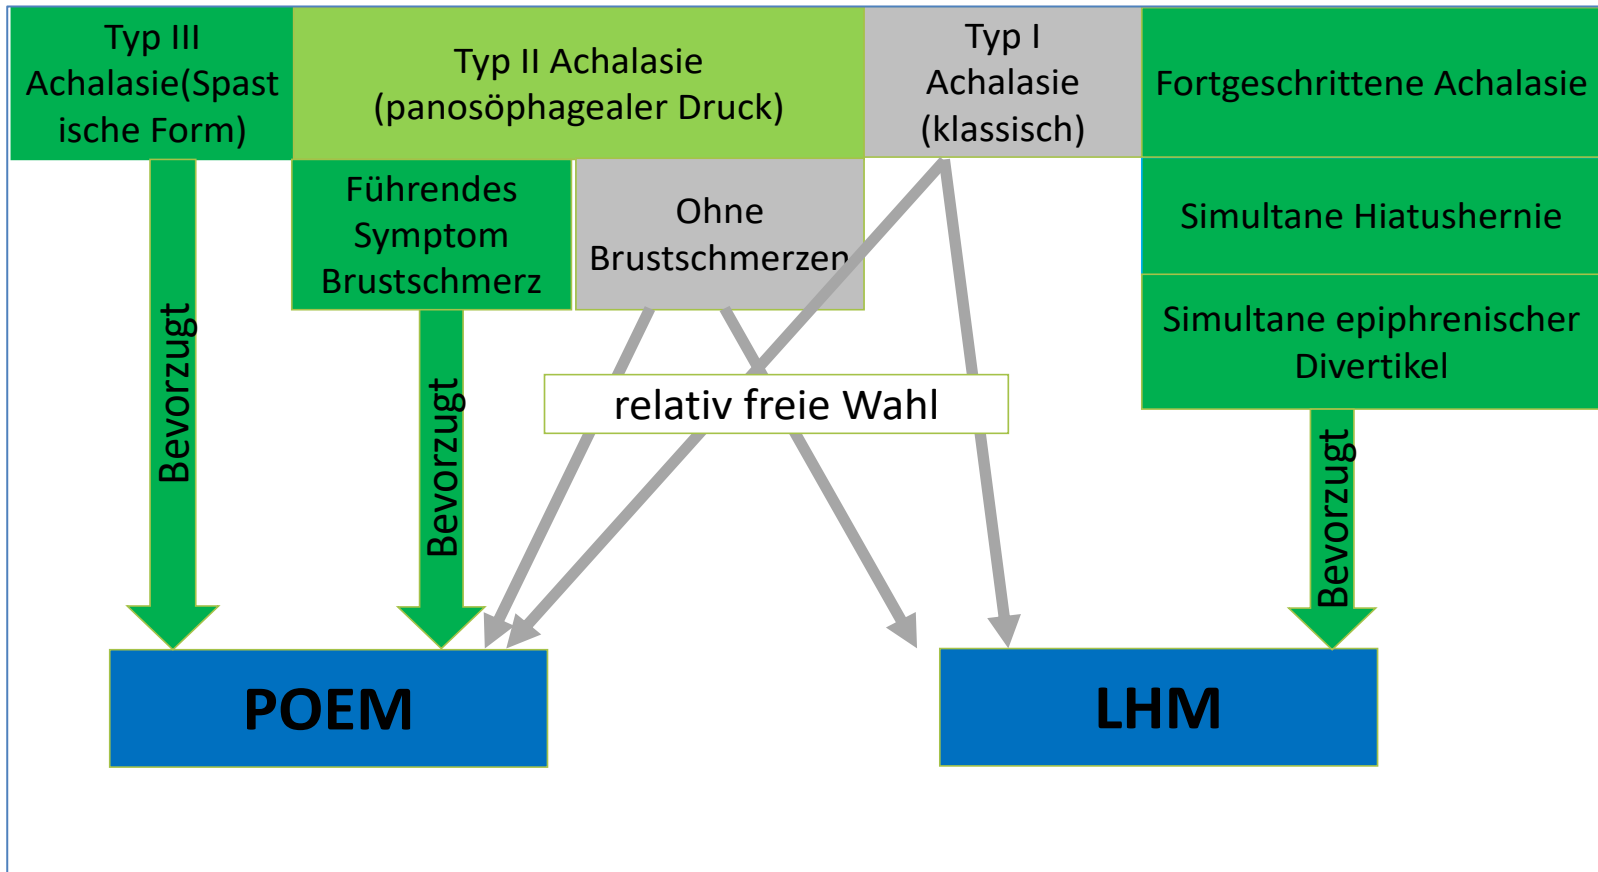 Typ III
Achalasie(Spast
ische Form)
Typ II Achalasie
(panosöphagealer Druck)
Typ I
Achalasie
(klassisch)
Fortgeschrittene Achalasie
Führendes
Symptom
Brustschmerz
Ohne
Brustschmerzen
Simultane Hiatushernie
Simultane epiphrenischer
Divertikel
Bevorzugt
Bevorzugt
relativ freie Wahl
Bevorzugt
POEM
LHM